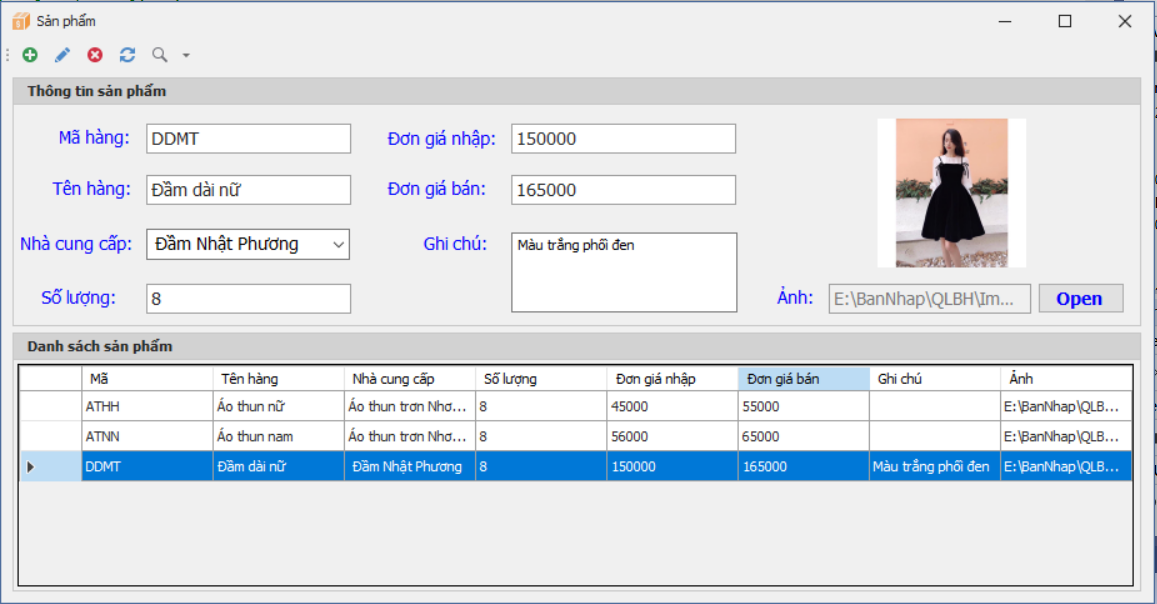 Sản phẩm
Thông tin sản phẩm
Mã hàng: DDMT Đơn giá nhập: 150000
Tên hàng: Đầm dài nữ Đơn giá bán: 165000
Nhà cung cấp: Đầm Nhật Phương Ghi chú: Màu trắng phối đen
Số lượng: 8 Ảnh: E:\BanNhap\QLBH\Im... Open
Danh sách sản phẩm
Mã Tên hàng Nhà cung cấp Số lượng Đơn giá nhập Đơn giá bán Ghi chú Ảnh
ATHH Áo thun nữ Áo thun trơn Nhơ... 8 45000 55000 E:\BanNhap\QLB...
ATNN Áo thun nam Áo thun trơn Nhơ... 8 56000 65000 E:\BanNhap\QLB...
DDMT Đầm dài nữ Đầm Nhật Phương 8 150000 165000 Màu trắng phối đen E:\BanNhap\QLB...